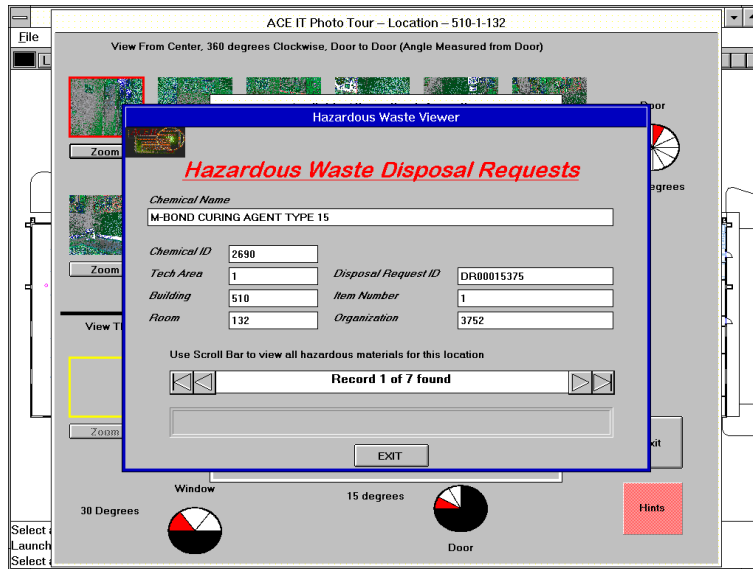 ACE IT Photo Tour – Location – 510-1-132
File
View From Center, 360 degrees Clockwise, Door to Door (Angle Measured from Door)
L
Hazardous Waste Viewer
Zoom
Hazardous Waste Disposal Requests
Chemical Name
M-BOND CURING AGENT TYPE 15
Chemical ID 2690
Tech Area 1 Disposal Request ID DR00015375
Building 510 Item Number 1
Room 132 Organization 3752
Zoom
View T
Use Scroll Bar to view all hazardous materials for this location
Record 1 of 7 found
Zoom
EXIT
Window
30 Degrees
15 degrees
Door
Hints
Select
Launch
Select